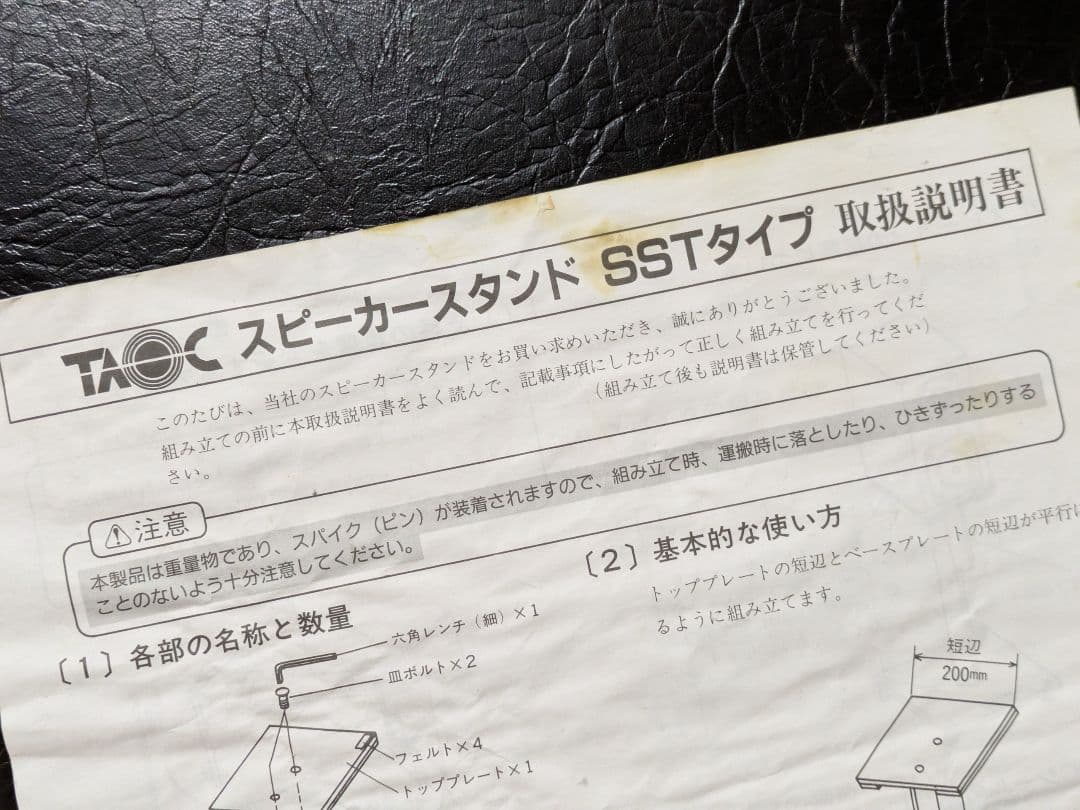 TAOC スピーカースタンド SSTタイプ 取扱説明書
このたびは、当社のスピーカースタンドをお買い求めいただき、誠にありがとうございました。
組み立ての前に本取扱説明書をよく読んで、記載事項にしたがって正しく組み立てを行ってくだ
さい。
（組み立て後も説明書は保管してください）
⚠注意
本製品は重量物であり、スパイク（ピン）が装着されますので、組み立て時、運搬時に落としたり、ひきずったりする
ことのないよう十分注意してください。
〔1〕各部の名称と数量
六角レンチ（細）×1
皿ボルト×2
フェルト×4
トッププレート×1
〔2〕基本的な使い方
トッププレートの短辺とベースプレートの短辺が平行に
るように組み立てます。
短辺
200mm